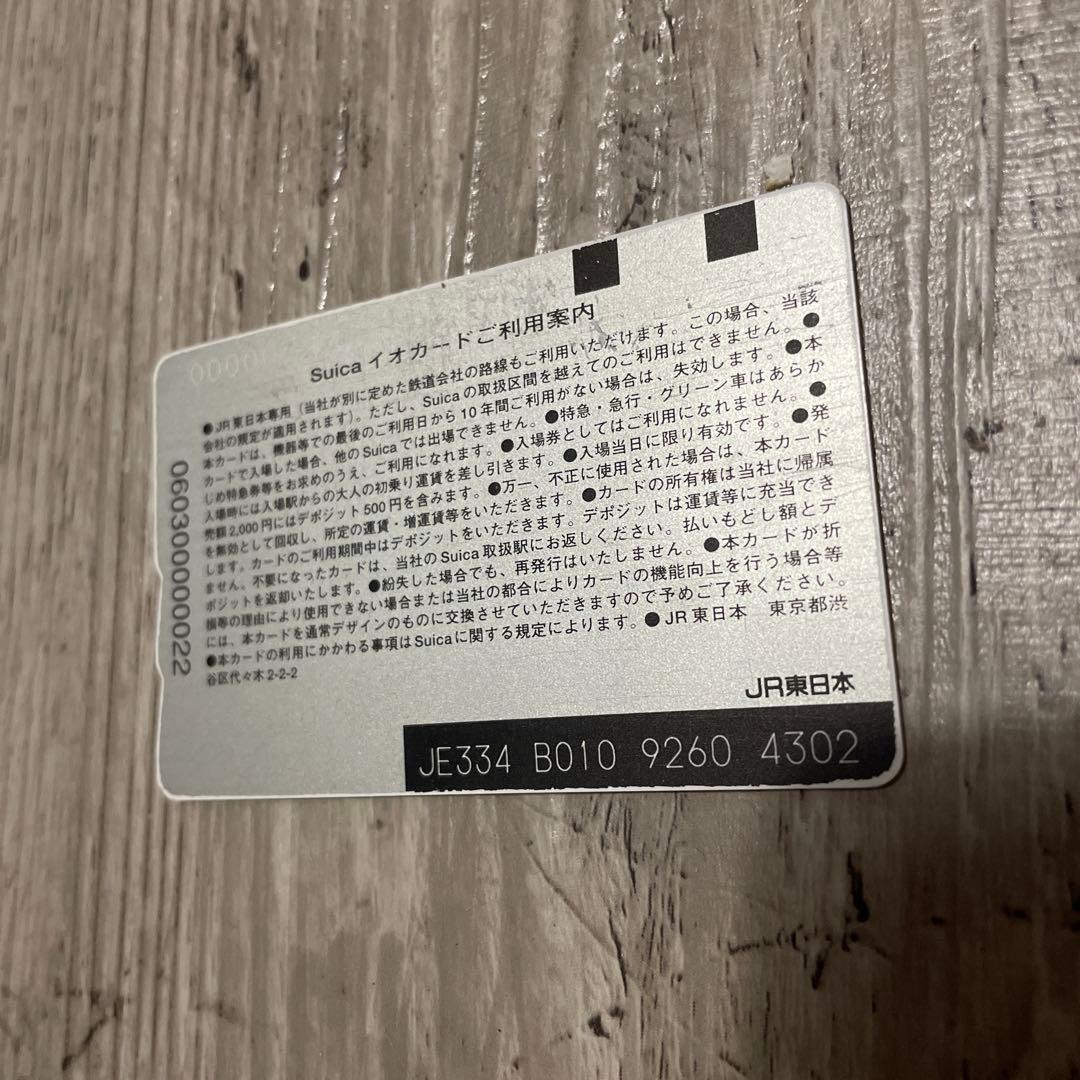 000
Suica イオカードご利用案内
●JR東日本専用（当社が別に定めた鉄道会社の路線もご利用いただけます。この場合、当該
会社の規定が適用されます）。ただし、Suicaの取扱区間を越えてのご利用はできません。●
本カードは、機器等での最後のご利用日から10年間ご利用がない場合は、失効します。●本
カードで入場した場合、他のSuicaでは出場できません。●特急・急行・グリーン車はあらか
じめ特急券等をお求めのうえ、ご利用になれます。●入場券としてはご利用になれません。●
入場時には入場駅からの大人の初乗り運賃を差し引きます。●入場当日に限り有効です。●発
売額2,000円にはデポジット500円を含みます。●万一、不正に使用された場合は、本カード
を無効として回収し、所定の運賃・増運賃等をいただきます。●カードの所有権は当社に帰属
します。カードのご利用期間中はデポジットをいただきます。デポジットは運賃等に充当でき
ません、不要になったカードは、当社のSuica取扱駅にお返しください。払いもどし額とデ
ポジットを返却いたします。●紛失した場合でも、再発行はいたしません。●本カードが折
損等の理由により使用できない場合または当社の都合によりカードの機能向上を行う場合等
には、本カードを通常デザインのものに交換させていただきますので予めご了承ください。
●本カードの利用にかかわる事項はSuicaに関する規定によります。●JR東日本　東京都渋
谷区代々木2-2-2
JR東日本
JE334 B010 9260 4302
0603000000022